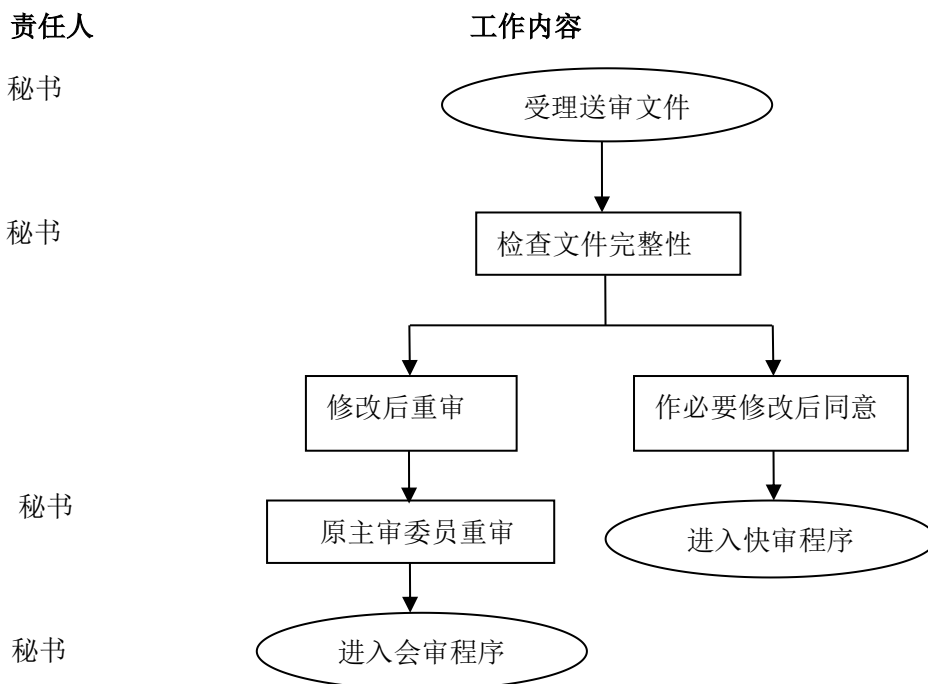 责任人 工作内容
秘书 受理送审文件
秘书 检查文件完整性
修改后重审 作必要修改后同意
秘书 原主审委员重审 进入快审程序
秘书 进入会审程序